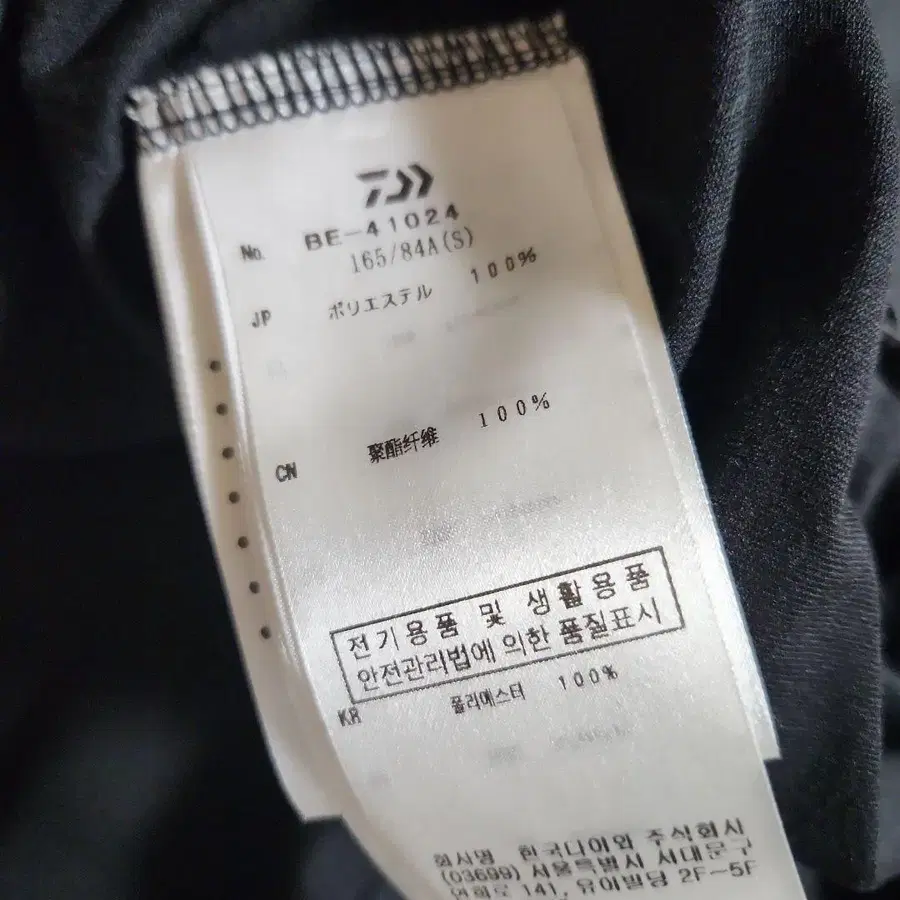 No. BE-41024
165/84A(S)
JP ポリエステル 100%
CN 聚酯纤维 100%
전기용품 및 생활용품
안전관리법에 의한 품질표시
KR 폴리에스터 100%
회사명 한국다이와 주식회사
(03699) 서울특별시 서대문구
연희로 141, 유이빌딩 2F~5F